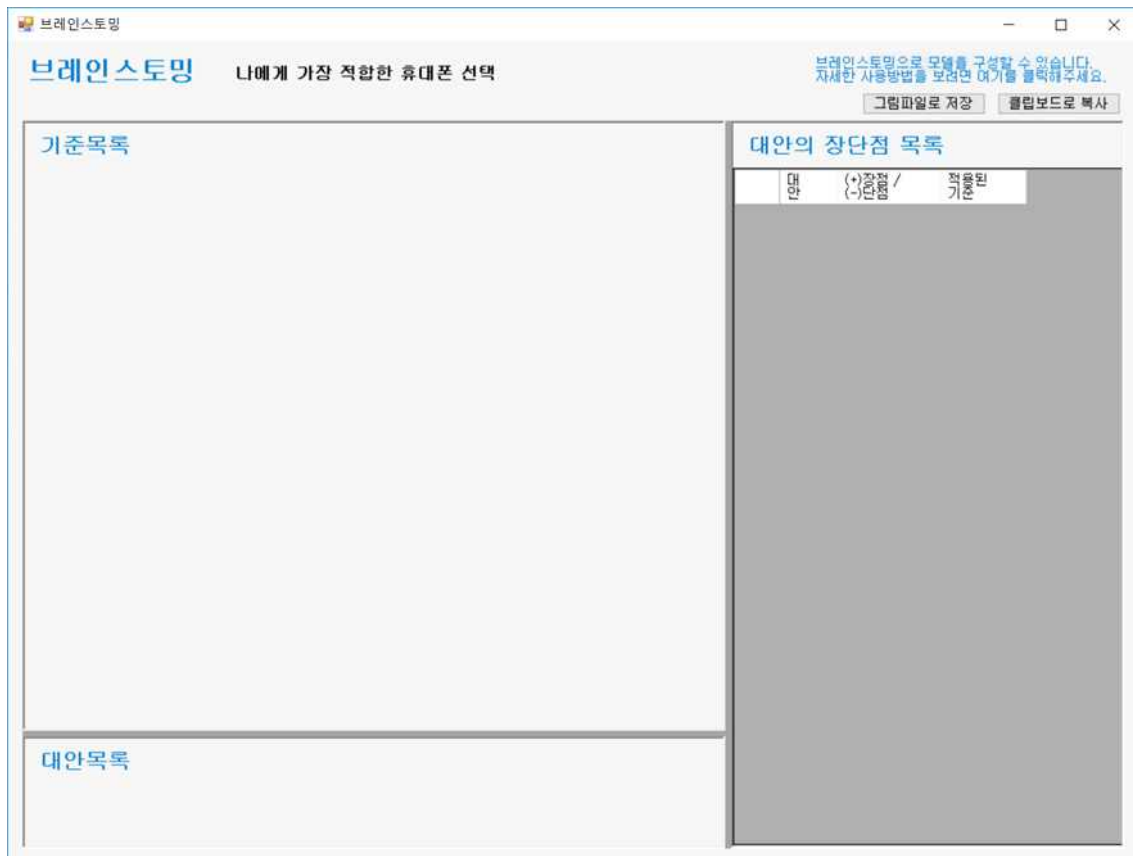 브레인스토밍
브레인스토밍 나에게 가장 적합한 휴대폰 선택
브레인스토밍으로 모델을 구성할 수 있습니다.
자세한 사용방법을 보려면 여기를 클릭해주세요.
그림파일로 저장 클립보드로 복사
기준목록
대안의 장단점 목록
대안 (+)장점 / 적용된
(-)단점 기준
대안목록